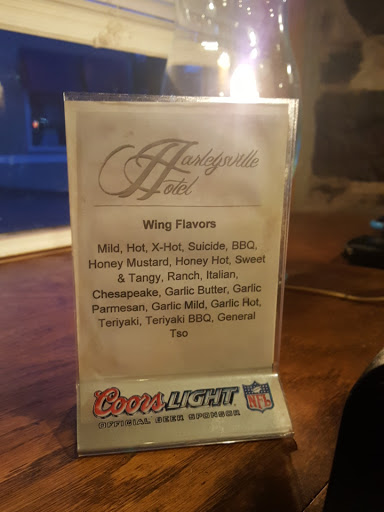 Harleysville
Hotel
Wing Flavors
Mild, Hot, X-Hot, Suicide, BBQ,
Honey Mustard, Honey Hot, Sweet
& Tangy, Ranch, Italian,
Chesapeake, Garlic Butter, Garlic
Parmesan, Garlic Mild, Garlic Hot,
Teriyaki, Teriyaki BBQ, General
Tso
Coors LIGHT NFL
OFFICIAL BEER SPONSOR